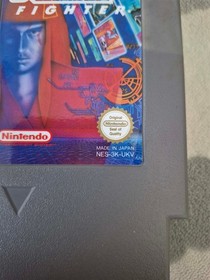 FIGHTER
Nintendo
Original
Nintendo
Seal of
Quality
MADE IN JAPAN
NES-3K-UKV